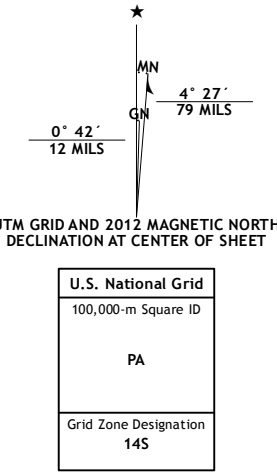 ★
MN
GN
4° 27´
79 MILS
0° 42´
12 MILS
UTM GRID AND 2012 MAGNETIC NORTH
DECLINATION AT CENTER OF SHEET
U.S. National Grid
100,000-m Square ID
PA
Grid Zone Designation
14S